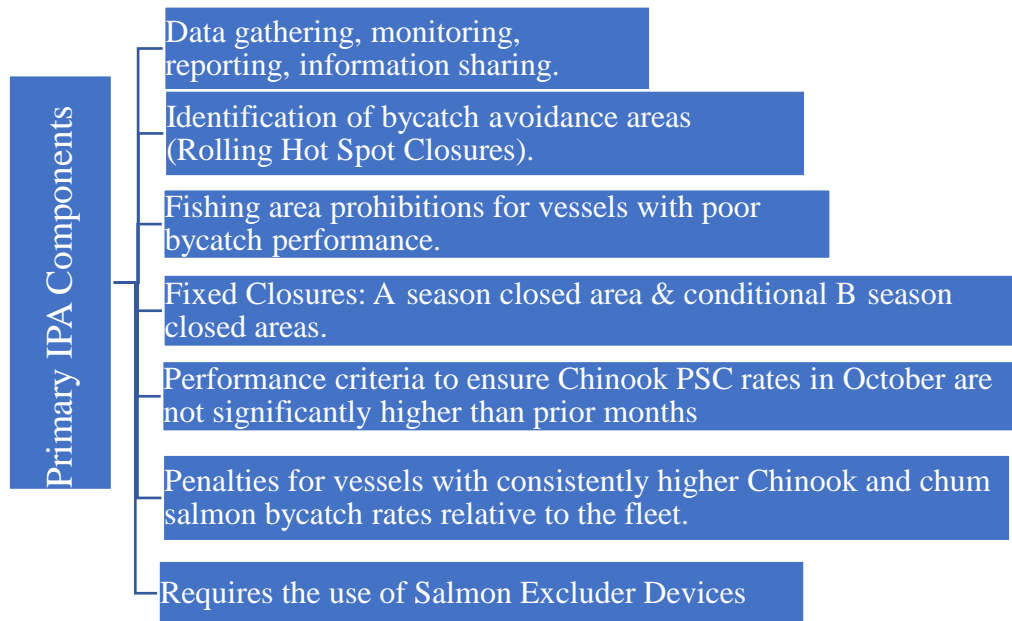 Primary IPA Components
Data gathering, monitoring,
reporting, information sharing.
Identification of bycatch avoidance areas
(Rolling Hot Spot Closures).
Fishing area prohibitions for vessels with poor
bycatch performance.
Fixed Closures: A season closed area & conditional B season
closed areas.
Performance criteria to ensure Chinook PSC rates in October are
not significantly higher than prior months
Penalties for vessels with consistently higher Chinook and chum
salmon bycatch rates relative to the fleet.
Requires the use of Salmon Excluder Devices